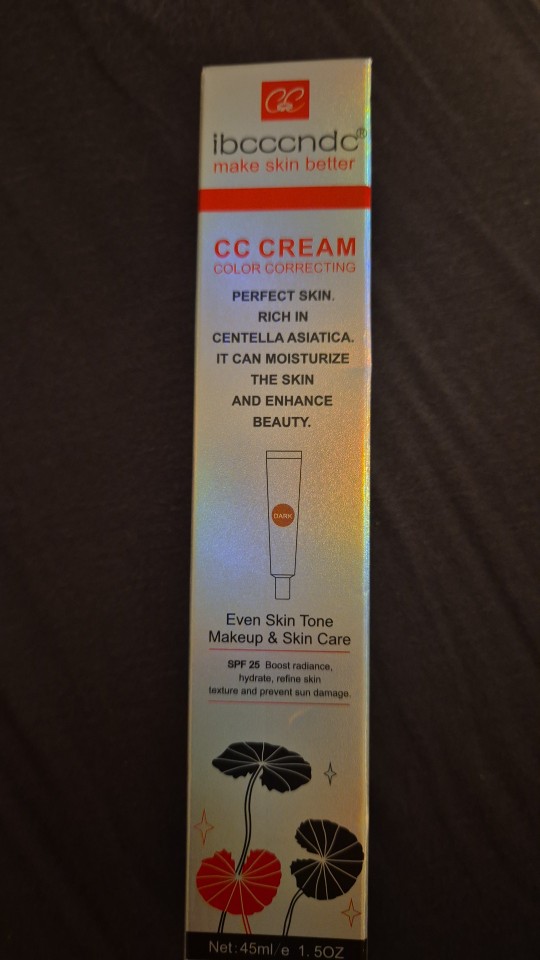 CC
ibcccndc®
make skin better
CC CREAM
COLOR CORRECTING
PERFECT SKIN.
RICH IN
CENTELLA ASIATICA.
IT CAN MOISTURIZE
THE SKIN
AND ENHANCE
BEAUTY.
DARK
Even Skin Tone
Makeup & Skin Care
SPF 25 Boost radiance,
hydrate, refine skin
texture and prevent sun damage.
Net:45ml/e 1.5OZ